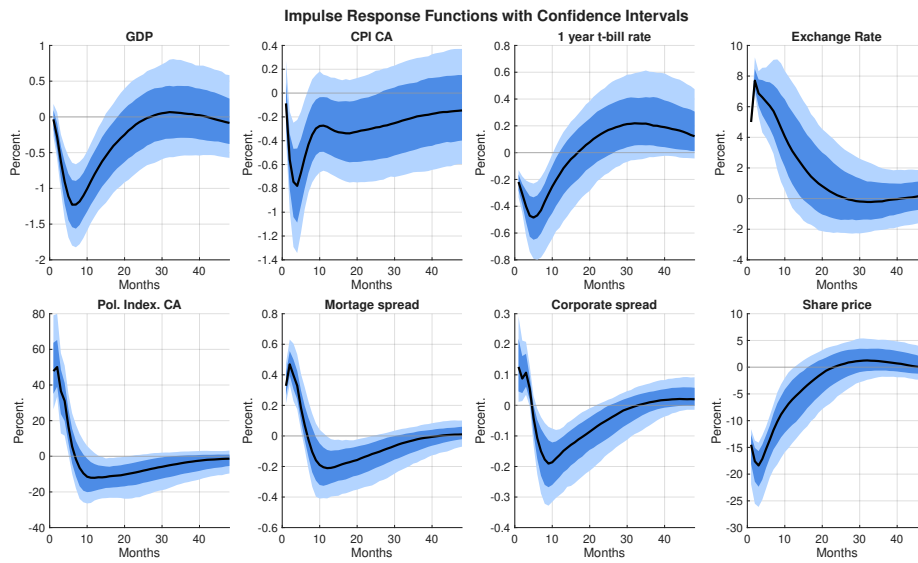 Impulse Response Functions with Confidence Intervals
GDP
Percent.
1
0.5
0
-0.5
-1
-1.5
-2
0 10 20 30 40
Months
CPI CA
Percent.
0.4
0.2
0
-0.2
-0.4
-0.6
-0.8
-1
-1.2
-1.4
0 10 20 30 40
Months
1 year t-bill rate
Percent.
0.8
0.6
0.4
0.2
0
-0.2
-0.4
-0.6
-0.8
0 10 20 30 40
Months
Exchange Rate
Percent.
10
8
6
4
2
0
-2
-4
0 10 20 30 40
Months
Pol. Index. CA
Percent.
80
60
40
20
0
-20
-40
0 10 20 30 40
Months
Mortage spread
Percent.
0.8
0.6
0.4
0.2
0
-0.2
-0.4
-0.6
0 10 20 30 40
Months
Corporate spread
Percent.
0.3
0.2
0.1
0
-0.1
-0.2
-0.3
-0.4
0 10 20 30 40
Months
Share price
Percent.
10
5
0
-5
-10
-15
-20
-25
-30
0 10 20 30 40
Months